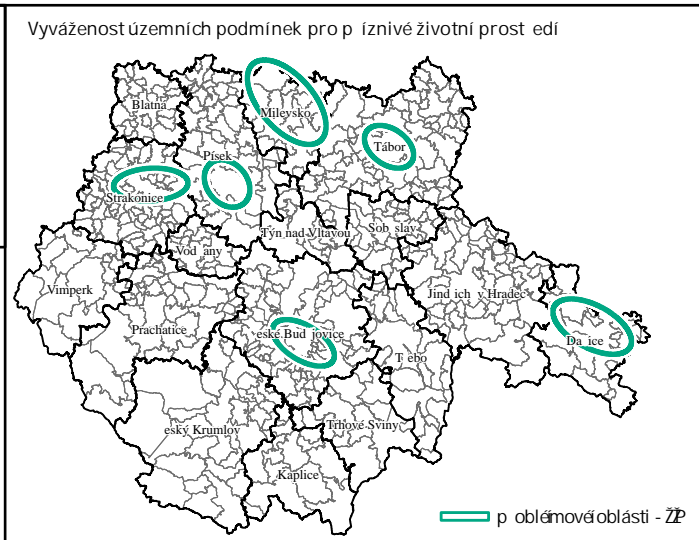 Vyváženost územních podmínek pro p íznivé životní prost edí
Blatná
Milevsko
Tábor
Písek
Strakonice
Týn nad Vltavou
Sob slav
Vod any
Vimperk
Jind ich v Hradec
Prachatice
eské Bud jovice
Da ice
T ebo
eský Krumlov
Trhové Sviny
Kaplice
p oblémové oblásti - ŽP